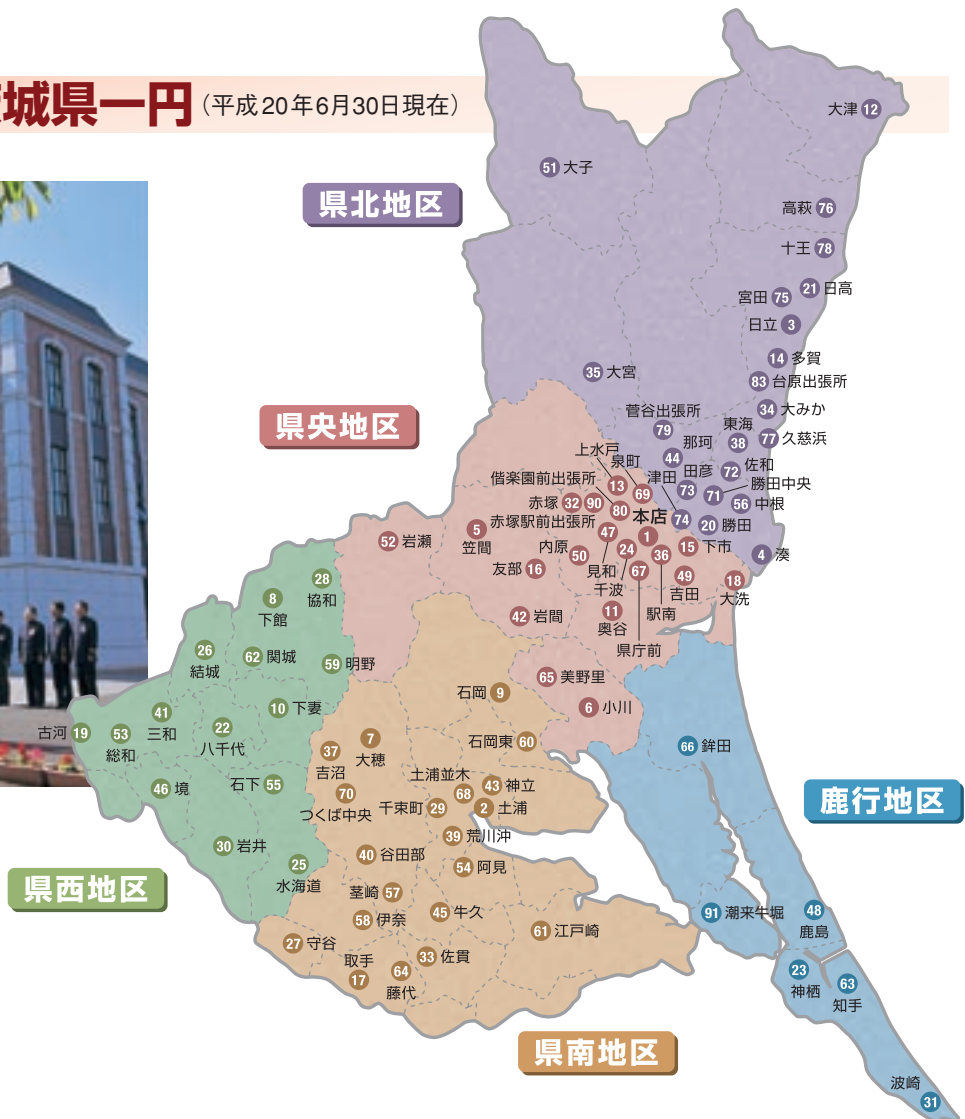 城県一円（平成20年6月30日現在）
県北地区
大津 12
51 大子
高萩 76
十王 78
21 日高
宮田 75
日立 3
14 多賀
83 台原出張所
35 大宮
34 大みか
菅谷出張所
79
東海
38
77 久慈浜
那珂
44
72 佐和
田彦
73
71 勝田中央
56 中根
津田
74
20 勝田
4 湊
県央地区
上水戸
13
泉町
69
偕楽園前出張所
80
赤塚 32
90
赤塚駅前出張所
本店
1
47
見和
24
千波
36
駅南
67
県庁前
15 下市
49
吉田
18
大洗
5
笠間
52 岩瀬
内原
50
友部 16
42 岩間
11
奥谷
65 美野里
6 小川
県西地区
28
協和
8
下館
26
結城
62 関城
59 明野
10 下妻
41
三和
22
八千代
古河 19
53
総和
46 境
石下 55
30 岩井
25
水海道
県南地区
石岡 9
石岡東 60
7
大穂
37
吉沼
70
つくば中央
土浦並木
68
43 神立
千束町 29
2 土浦
39 荒川沖
40 谷田部
54 阿見
茎崎 57
58 伊奈
45 牛久
61 江戸崎
27 守谷
取手
17
64
藤代
33 佐貫
鹿行地区
66 鉾田
91 潮来牛堀
48
鹿島
23
神栖
63
知手
波崎
31